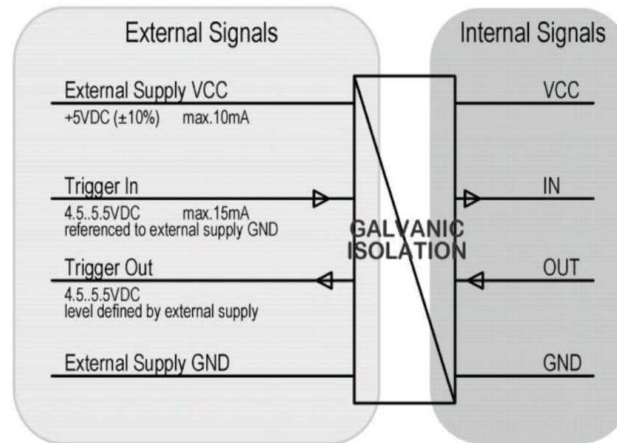 External Signals
Internal Signals
External Supply VCC
+5VDC (±10%) max.10mA
VCC
Trigger In
4.5..5.5VDC max.15mA
referenced to external supply GND
IN
GALVANIC
ISOLATION
Trigger Out
4.5..5.5VDC
level defined by external supply
OUT
External Supply GND
GND